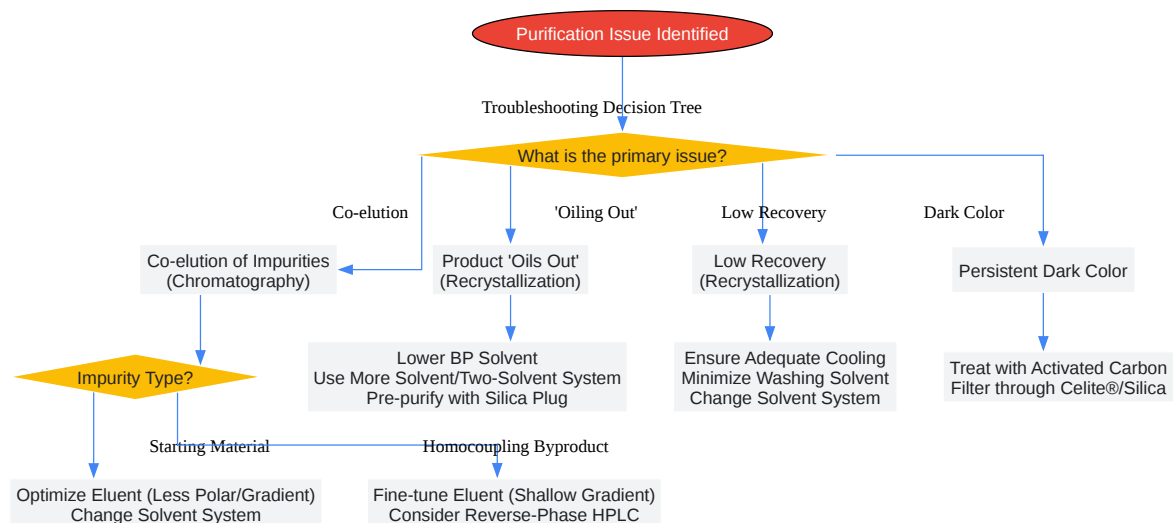 Purification Issue Identified
Troubleshooting Decision Tree
What is the primary issue?
Co-elution
'Oiling Out'
Low Recovery
Dark Color
Co-elution of Impurities
(Chromatography)
Product 'Oils Out'
(Recrystallization)
Low Recovery
(Recrystallization)
Persistent Dark Color
Impurity Type?
Lower BP Solvent
Use More Solvent/Two-Solvent System
Pre-purify with Silica Plug
Ensure Adequate Cooling
Minimize Washing Solvent
Change Solvent System
Treat with Activated Carbon
Filter through Celite®/Silica
Starting Material
Homocoupling Byproduct
Optimize Eluent (Less Polar/Gradient)
Change Solvent System
Fine-tune Eluent (Shallow Gradient)
Consider Reverse-Phase HPLC